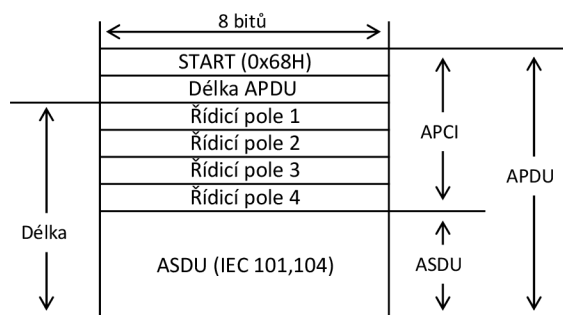 8 bitů
START (0x68H)
Délka APDU
Řídicí pole 1
Řídicí pole 2
Řídicí pole 3
Řídicí pole 4
ASDU (IEC 101,104)
Délka
APCI
ASDU
APDU